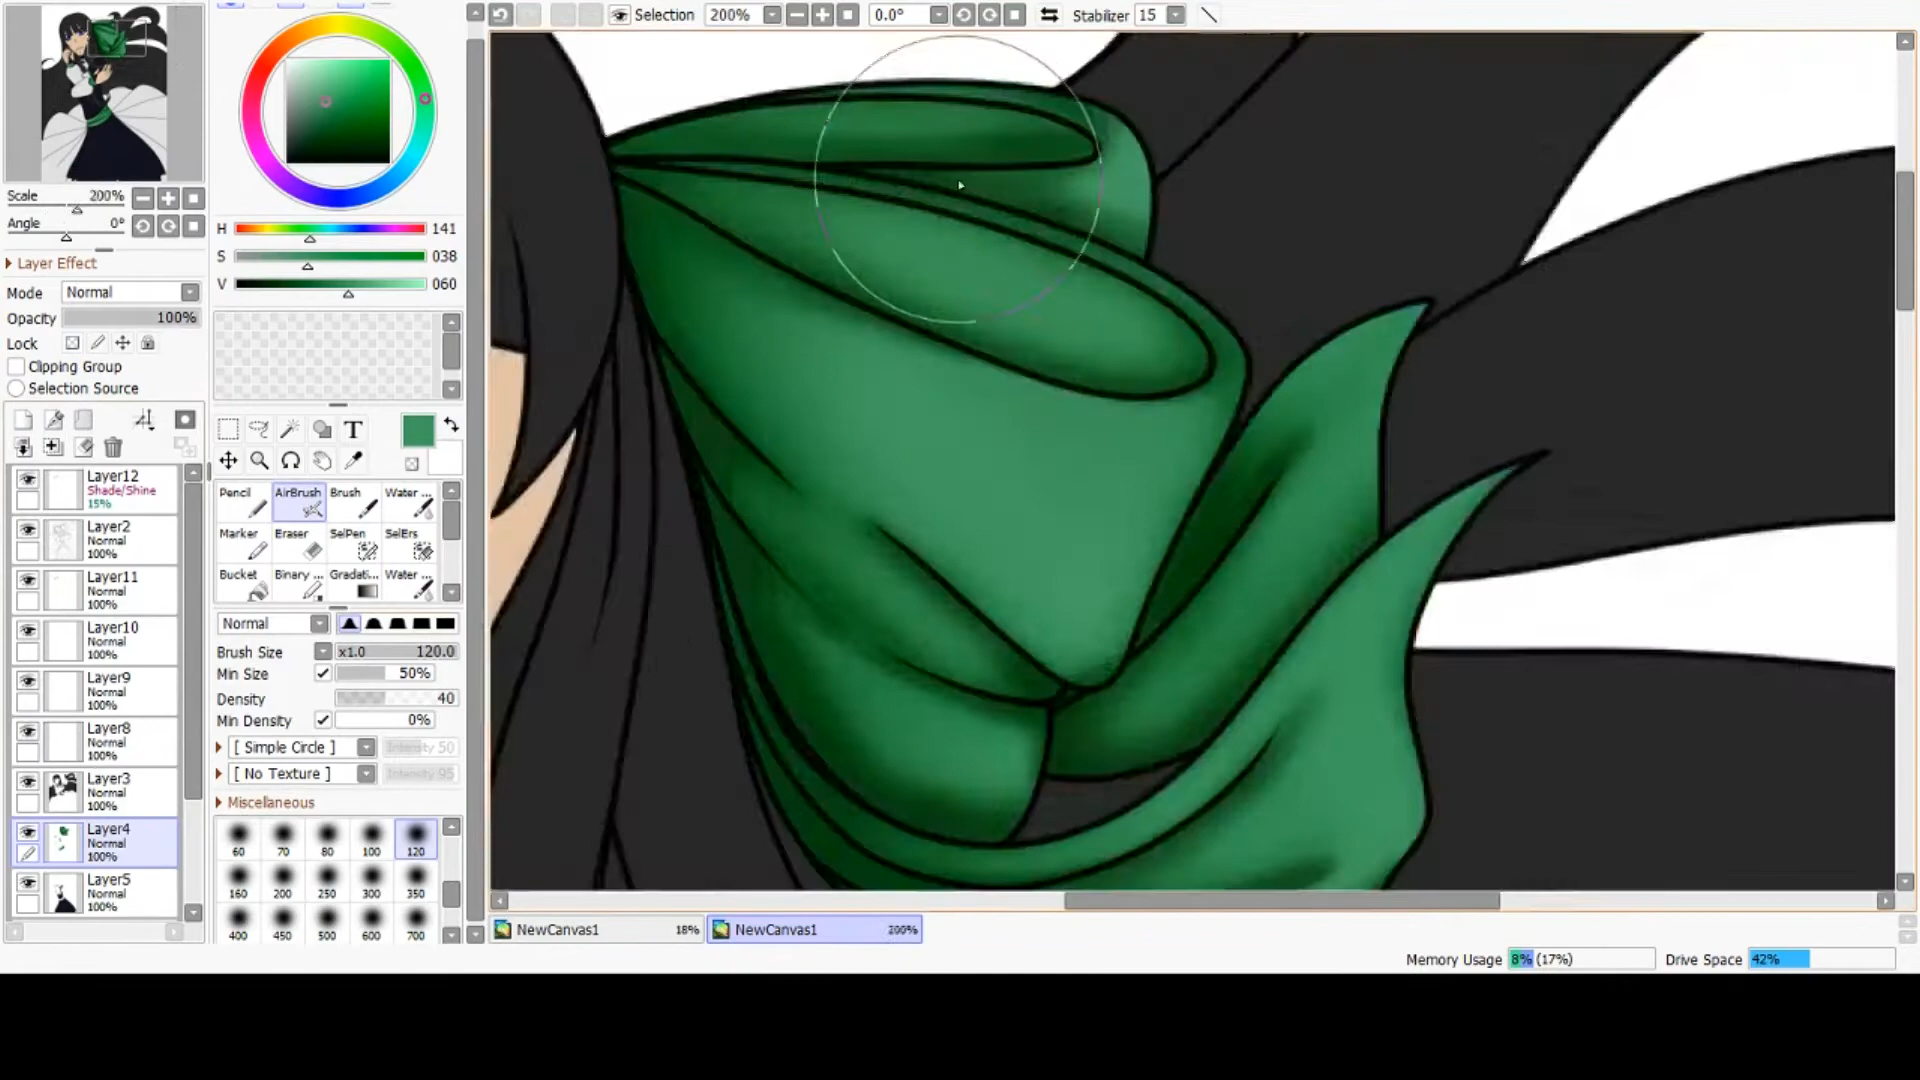 Selection 200% 0.0° Stabilizer 15
Scale 200%
Angle 0°
Layer Effect
Mode Normal
Opacity 100%
Lock
Clipping Group
Selection Source
Layer12
Shade/Shine
15%
Layer2
Normal
100%
Layer11
Normal
100%
Layer10
Normal
100%
Layer9
Normal
100%
Layer8
Normal
100%
Layer3
Normal
100%
Layer4
Normal
100%
Layer5
Normal
100%
H 141
S 038
V 060
T
Pencil AirBrush Brush Water ...
Marker Eraser SelPen SelErs
Bucket Binary ... Gradati... Water ...
Normal
Brush Size x1.0 120.0
Min Size 50%
Density 40
Min Density 0%
[ Simple Circle ] Intensity 50
[ No Texture ] Intensity 95
Miscellaneous
60 70 80 100 120
160 200 250 300 350
400 450 500 600 700
NewCanvas1 18% NewCanvas1 200%
Memory Usage 8% (17%) Drive Space 42%